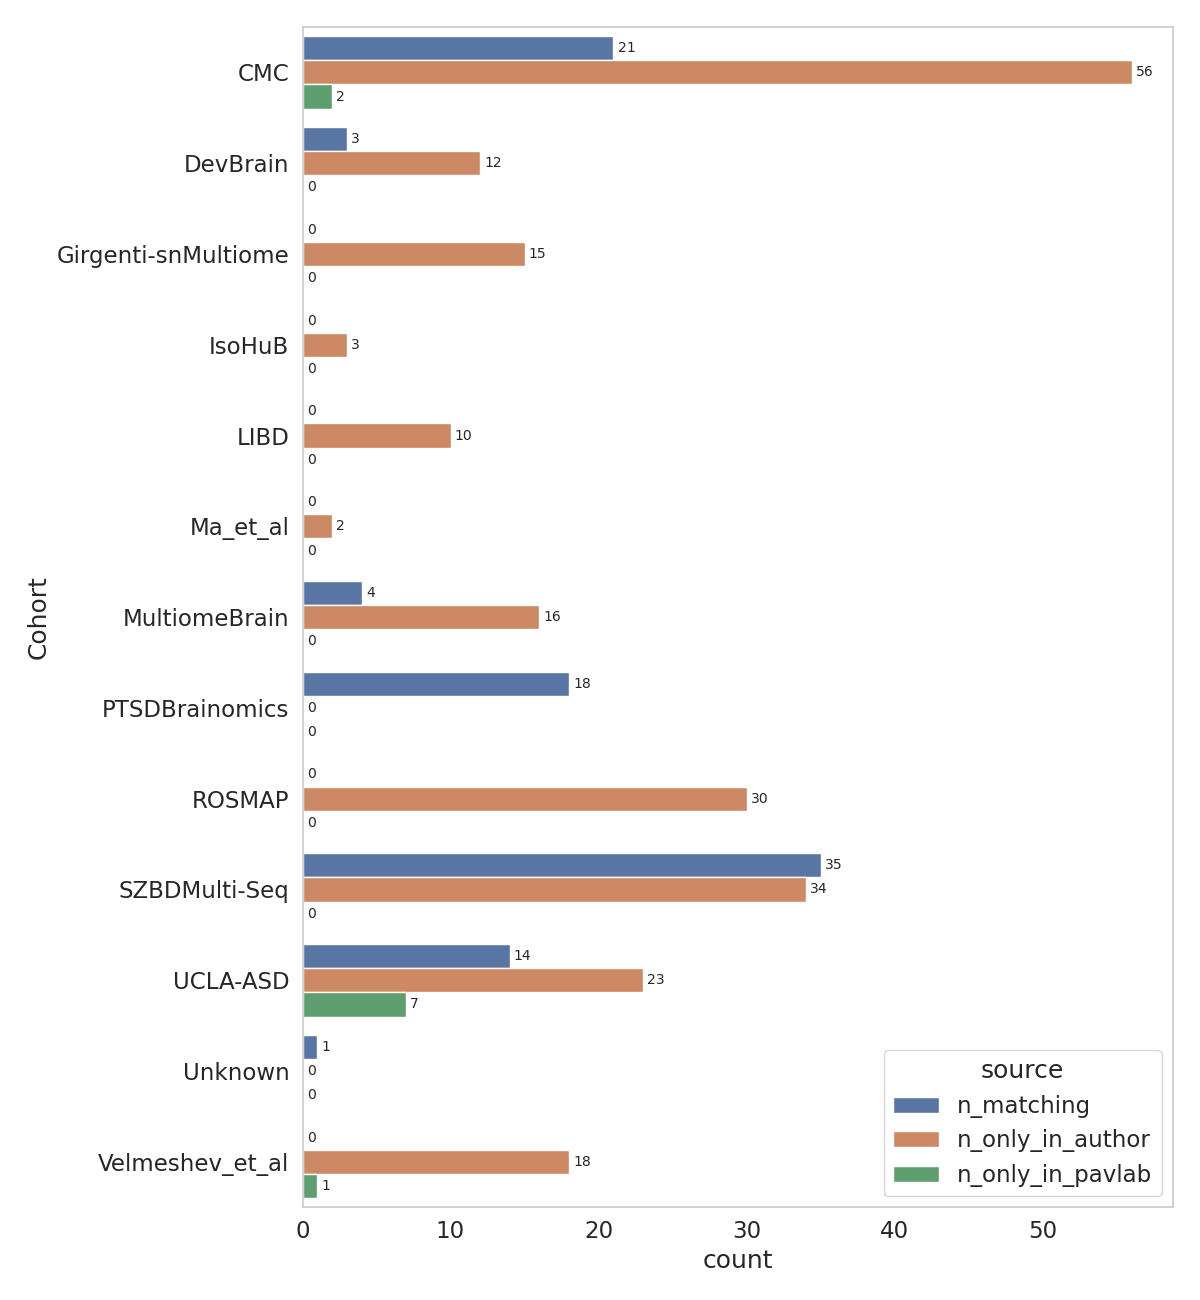 CMC
21
56
2
DevBrain
3
12
0
Girgenti-snMultiome
0
15
0
IsoHuB
0
3
0
LIBD
0
10
0
Ma_et_al
0
2
0
MultiomeBrain
4
16
0
PTSDBrainomics
18
0
0
ROSMAP
0
30
0
SZBDMulti-Seq
35
34
0
UCLA-ASD
14
23
7
Unknown
1
0
0
Velmeshev_et_al
0
18
1
Cohort
source
n_matching
n_only_in_author
n_only_in_pavlab
0 10 20 30 40 50
count